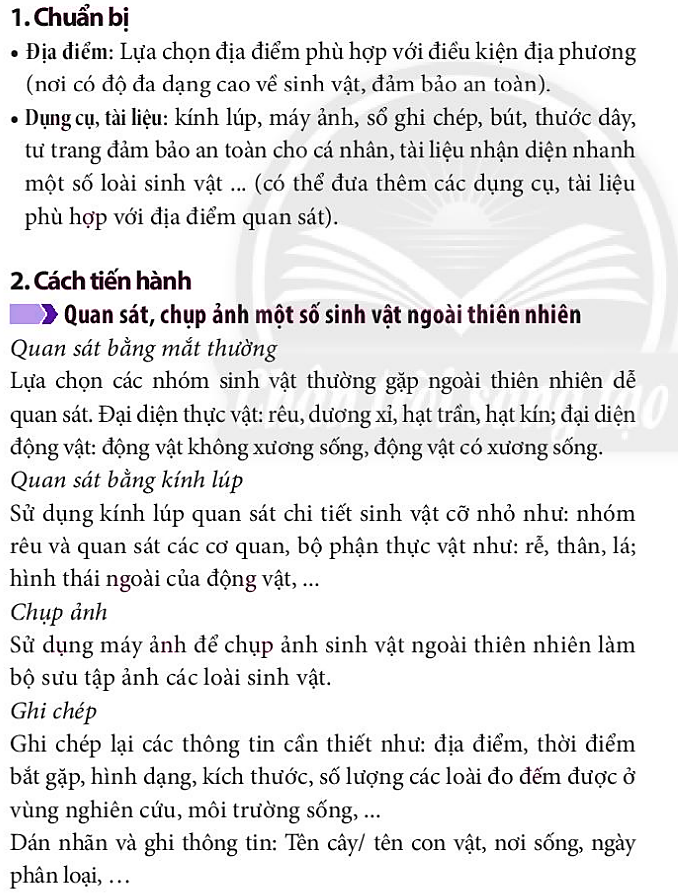 1. Chuẩn bị
• Địa điểm: Lựa chọn địa điểm phù hợp với điều kiện địa phương
(nơi có độ đa dạng cao về sinh vật, đảm bảo an toàn).
• Dụng cụ, tài liệu: kính lúp, máy ảnh, sổ ghi chép, bút, thước dây,
tư trang đảm bảo an toàn cho cá nhân, tài liệu nhận diện nhanh
một số loài sinh vật ... (có thể đưa thêm các dụng cụ, tài liệu
phù hợp với địa điểm quan sát).
2. Cách tiến hành
Quan sát, chụp ảnh một số sinh vật ngoài thiên nhiên
Quan sát bằng mắt thường
Lựa chọn các nhóm sinh vật thường gặp ngoài thiên nhiên dễ
quan sát. Đại diện thực vật: rêu, dương xỉ, hạt trần, hạt kín; đại diện
động vật: động vật không xương sống, động vật có xương sống.
Quan sát bằng kính lúp
Sử dụng kính lúp quan sát chi tiết sinh vật cỡ nhỏ như: nhóm
rêu và quan sát các cơ quan, bộ phận thực vật như: rễ, thân, lá;
hình thái ngoài của động vật, ...
Chụp ảnh
Sử dụng máy ảnh để chụp ảnh sinh vật ngoài thiên nhiên làm
bộ sưu tập ảnh các loài sinh vật.
Ghi chép
Ghi chép lại các thông tin cần thiết như: địa điểm, thời điểm
bắt gặp, hình dạng, kích thước, số lượng các loài đo đếm được ở
vùng nghiên cứu, môi trường sống, ...
Dán nhãn và ghi thông tin: Tên cây/ tên con vật, nơi sống, ngày
phân loại, ...
Chân trời sáng tạo